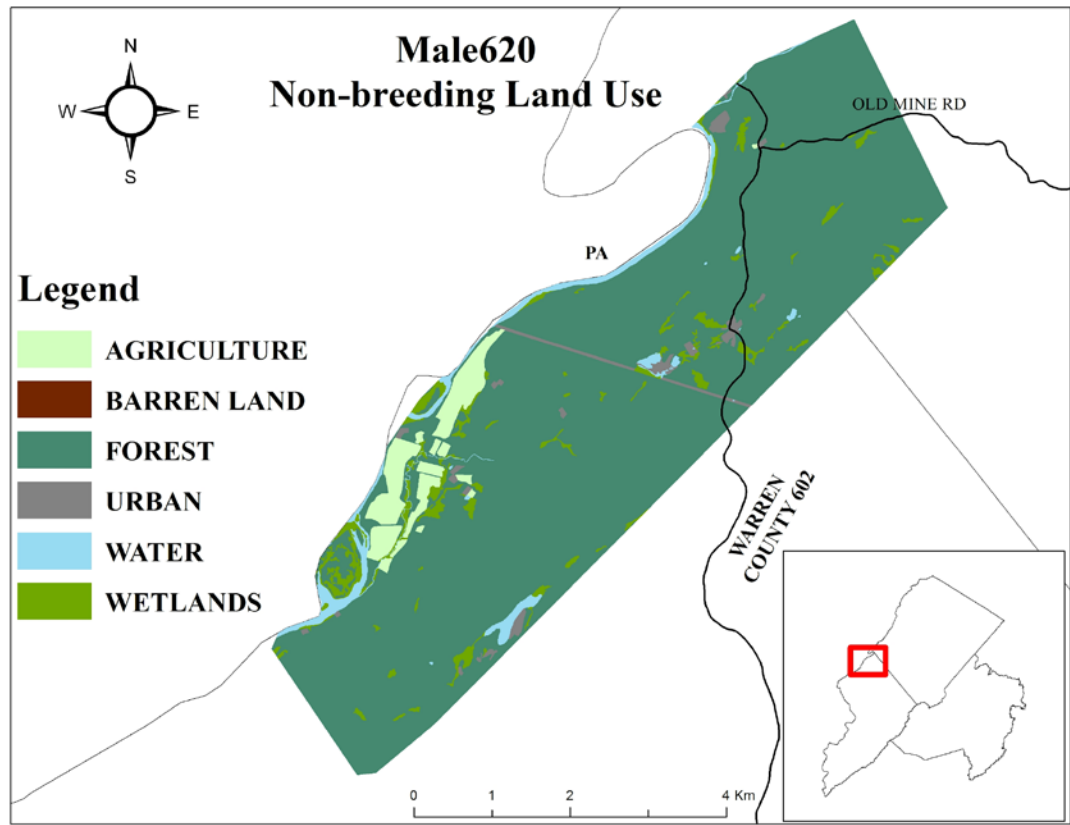 Male620
Non-breeding Land Use
N
W E
S
OLD MINE RD
PA
Legend
AGRICULTURE
BARREN LAND
FOREST
URBAN
WATER
WETLANDS
WARREN
COUNTY 602
0 1 2 4 Km